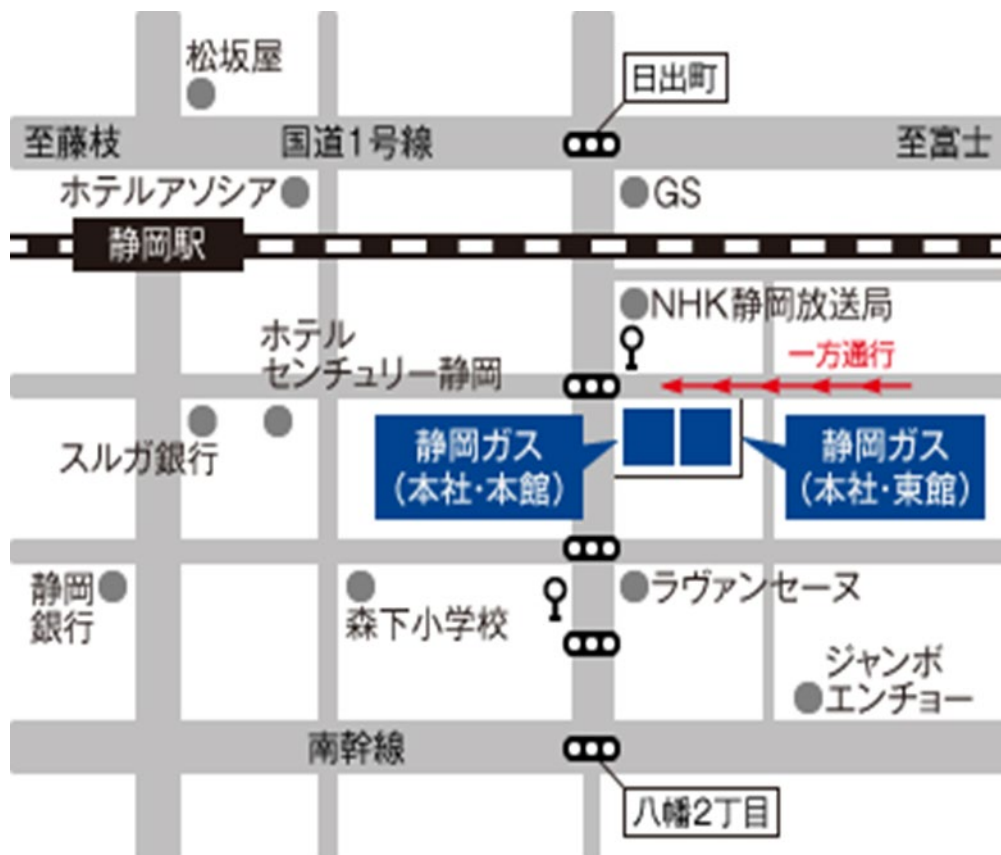 松坂屋
日出町
至藤枝
国道1号線
至富士
ホテルアソシア
GS
静岡駅
NHK静岡放送局
ホテル
センチュリー静岡
一方通行
スルガ銀行
静岡ガス
(本社・本館)
静岡ガス
(本社・東館)
静岡
銀行
森下小学校
ラヴァンセーヌ
ジャンボ
エンチョー
南幹線
八幡2丁目